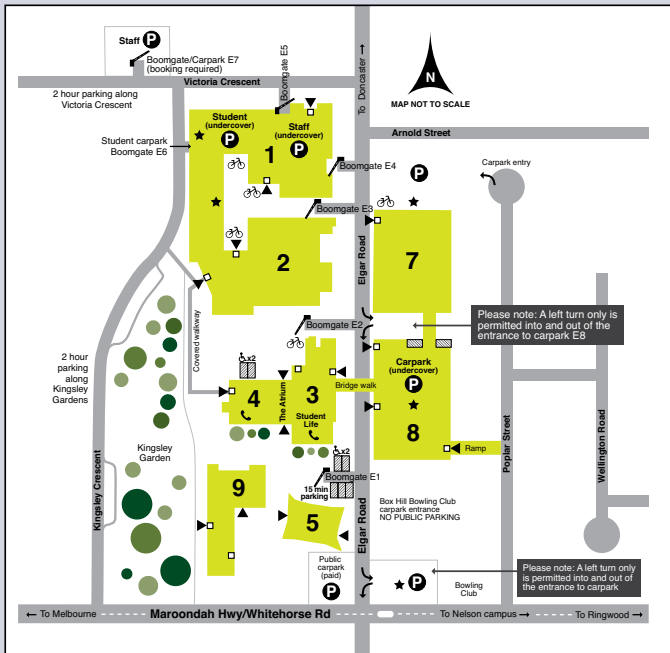 Staff P
Boomgate/Carpark E7
(booking required)
Boomgate E5
To Doncaster →
N
MAP NOT TO SCALE
Victoria Crescent
2 hour parking along
Victoria Crescent
Student
(undercover)
P
Staff
(undercover)
P
1
Arnold Street
Student carpark
Boomgate E6
Boomgate E4
P
Carpark entry
Boomgate E3
Elgar Road
2
7
Covered walkway
Boomgate E2
Please note: A left turn only is
permitted into and out of the
entrance to carpark E8
2 hour
parking
along
Kingsley
Gardens
x2
4
The Atrium
3
Student
Life
Bridge walk
Carpark
(undercover)
P
8
Ramp
Poplar Street
Wellington Road
Kingsley Crescent
Kingsley
Garden
x2
Boomgate E1
15 min
parking
9
5
Elgar Road
Box Hill Bowling Club
carpark entrance
NO PUBLIC PARKING
Public
carpark
(paid)
P
P
Bowling
Club
Please note: A left turn only
is permitted into and out of
the entrance to carpark
← To Melbourne
Maroondah Hwy/Whitehorse Rd
To Nelson campus →
To Ringwood →